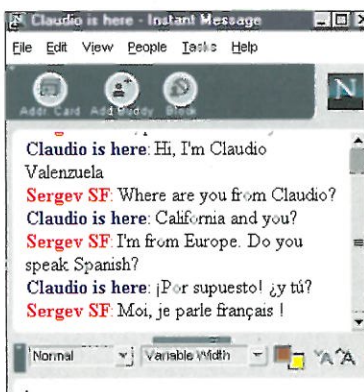 Claudio is here - Instant Message
File Edit View People Tasks Help
Addr. Card Add Buddy Block
N
Claudio is here: Hi, I'm Claudio
Valenzuela
Sergev SF: Where are you from Claudio?
Claudio is here: California and you?
Sergev SF: I'm from Europe. Do you
speak Spanish?
Claudio is here: ¡Por supuesto! ¿y tú?
Sergev SF: Moi, je parle français !
Normal Variable Width A A